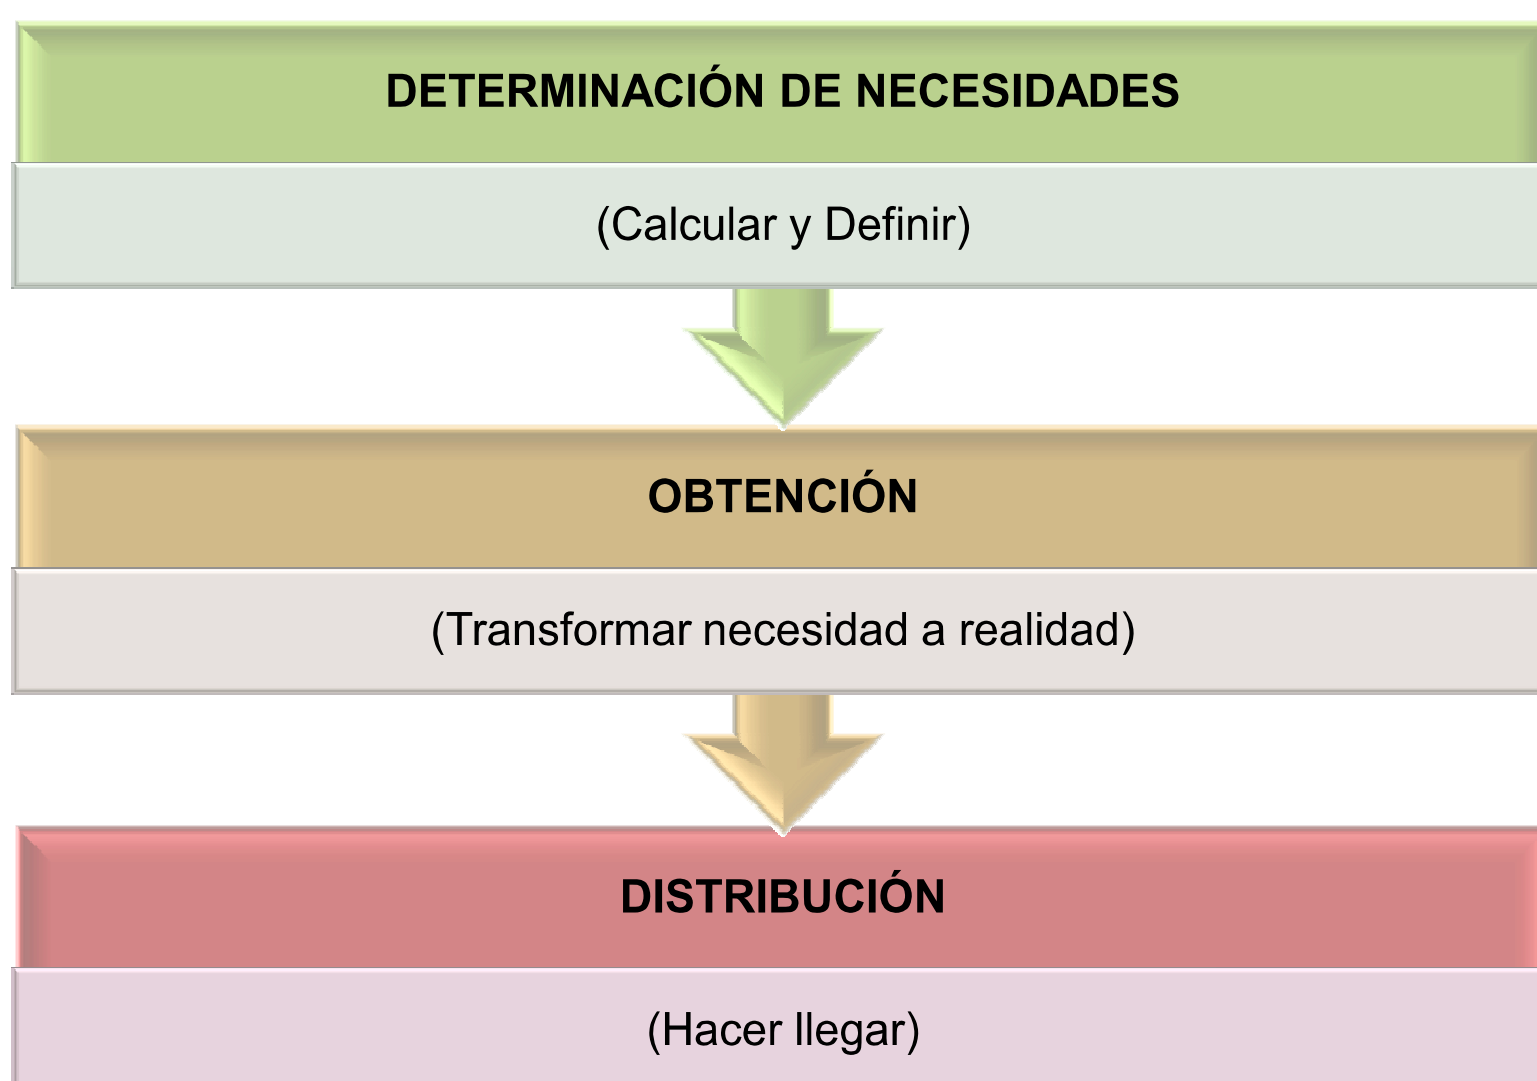 DETERMINACIÓN DE NECESIDADES
(Calcular y Definir)
OBTENCIÓN
(Transformar necesidad a realidad)
DISTRIBUCIÓN
(Hacer llegar)